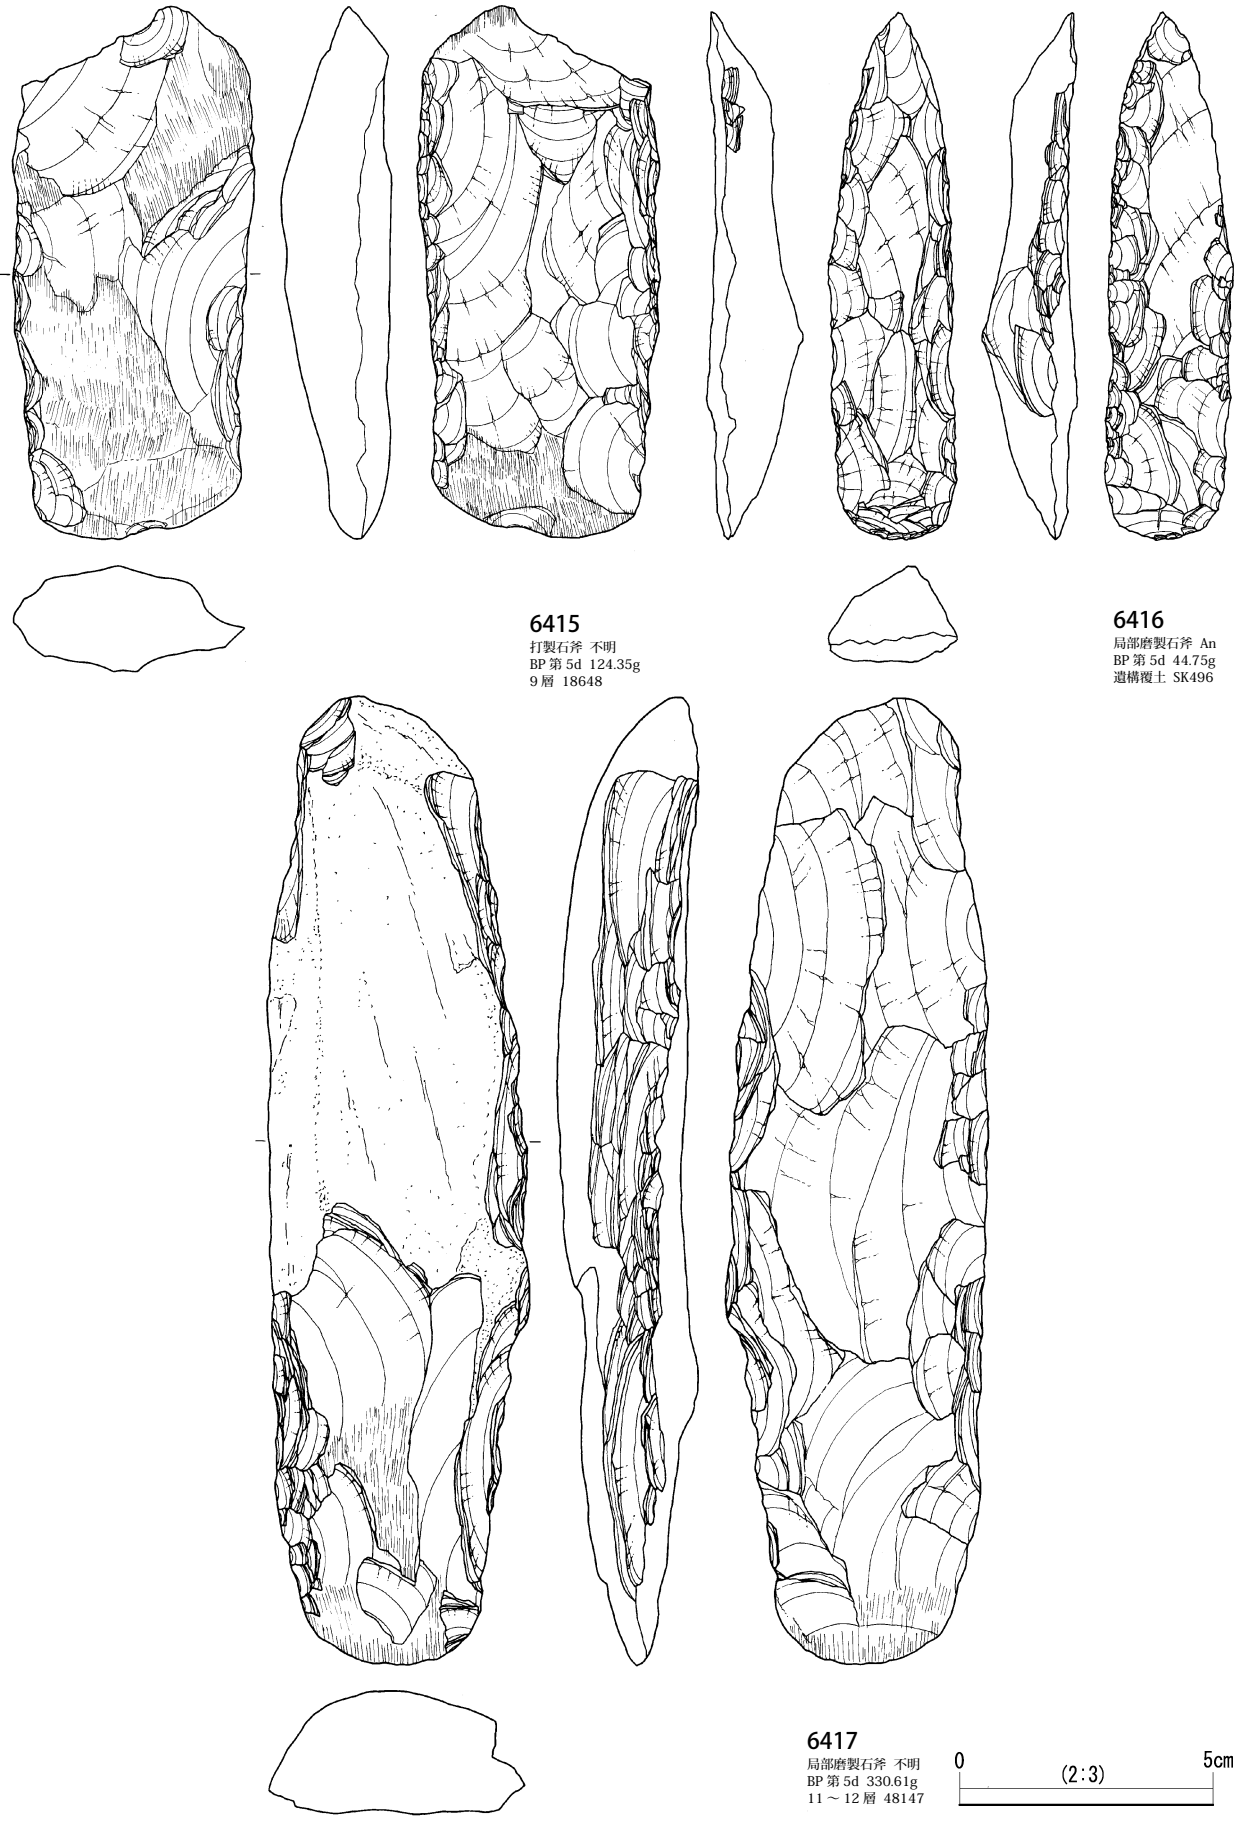 6415
打製石斧 不明
BP 第 5d 124.35g
9 層 18648
6416
局部磨製石斧 An
BP 第 5d 44.75g
遺構覆土 SK496
6417
局部磨製石斧 不明
BP 第 5d 330.61g
11 〜 12 層 48147
0 5cm
(2:3)